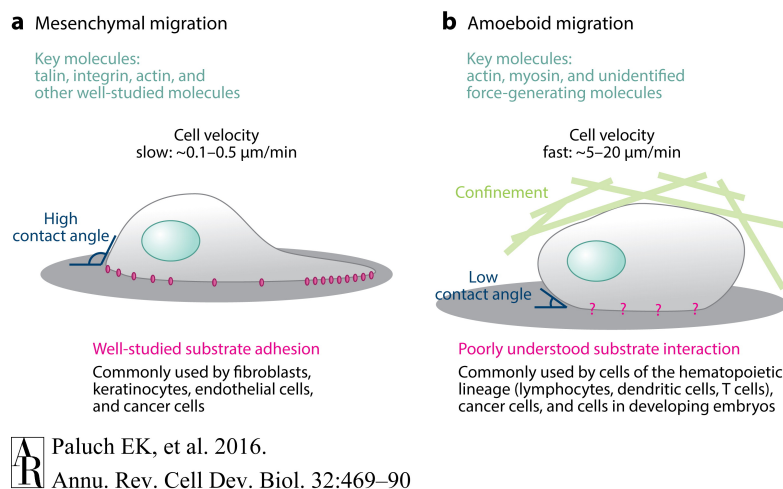 a Mesenchymal migration
Key molecules:
talin, integrin, actin, and
other well-studied molecules
Cell velocity
slow: ~0.1–0.5 µm/min
High
contact angle
Well-studied substrate adhesion
Commonly used by fibroblasts,
keratinocytes, endothelial cells,
and cancer cells
b Amoeboid migration
Key molecules:
actin, myosin, and unidentified
force-generating molecules
Cell velocity
fast: ~5–20 µm/min
Confinement
Low
contact angle
? ? ? ?
Poorly understood substrate interaction
Commonly used by cells of the hematopoietic
lineage (lymphocytes, dendritic cells, T cells),
cancer cells, and cells in developing embryos
AR
Paluch EK, et al. 2016.
Annu. Rev. Cell Dev. Biol. 32:469–90